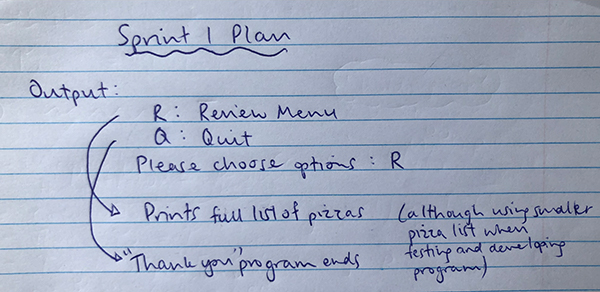 Sprint 1 Plan
Output:
R: Review Menu
Q: Quit
Please choose options: R
Prints full list of pizzas (although using smaller
pizza list when
testing and developing
program)
"Thank you", program ends